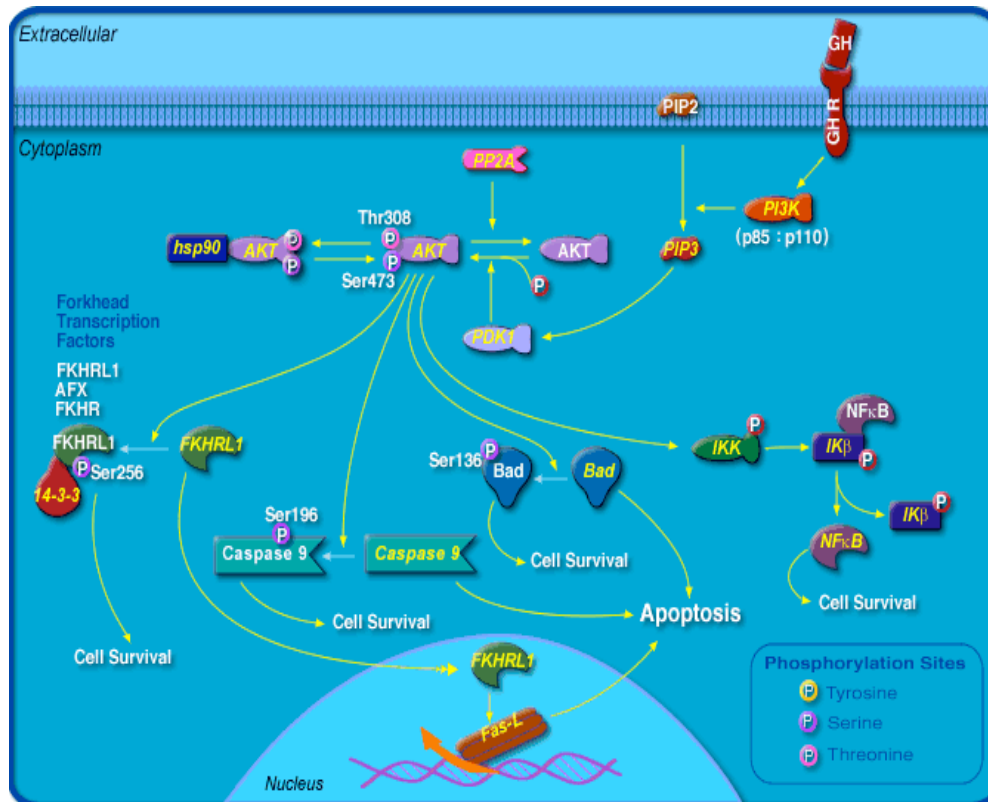 Extracellular
GH
GH R
PIP2
Cytoplasm
PP2A
PI3K
(p85 : p110)
Thr308
P
hsp90
AKT
P
P
AKT
P
Ser473
AKT
P
PIP3
PDK1
Forkhead
Transcription
Factors
FKHRL1
AFX
FKHR
FKHRL1
P
Ser256
14-3-3
FKHRL1
Ser136
P
Bad
Bad
IKK
P
NFκB
IKβ
P
IKβ
P
NFκB
Ser196
P
Caspase 9
Caspase 9
Cell Survival
Cell Survival
Cell Survival
Apoptosis
Cell Survival
FKHRL1
Fas-L
Nucleus
Phosphorylation Sites
P Tyrosine
P Serine
P Threonine